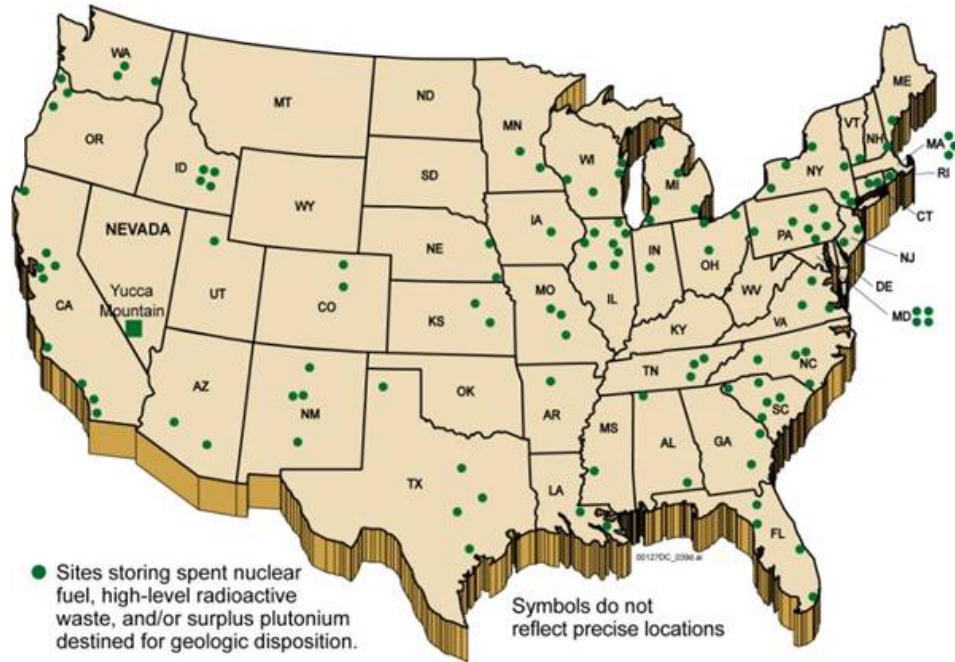 WA
MT
ND
MN
ME
VT
NH
OR
ID
SD
WI
MI
NY
MA
RI
WY
IA
CT
NEVADA
NE
PA
NJ
Yucca
Mountain
UT
CO
IL
IN
OH
DE
CA
KS
MO
WV
VA
MD
KY
AZ
NM
OK
AR
TN
NC
SC
MS
AL
GA
TX
LA
FL
00127DC_039d.ai
Sites storing spent nuclear
fuel, high-level radioactive
waste, and/or surplus plutonium
destined for geologic disposition.
Symbols do not
reflect precise locations